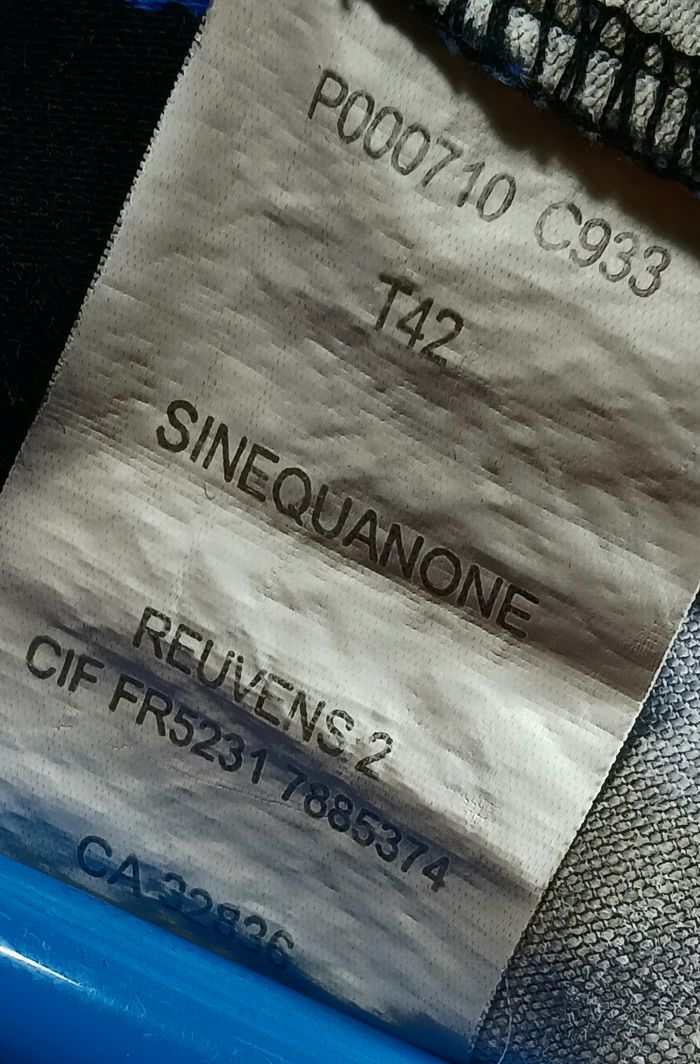 P000710 C933
T42
SINEQUANONE
REUVENS 2
CIF FR5231 7885374
CA 32836